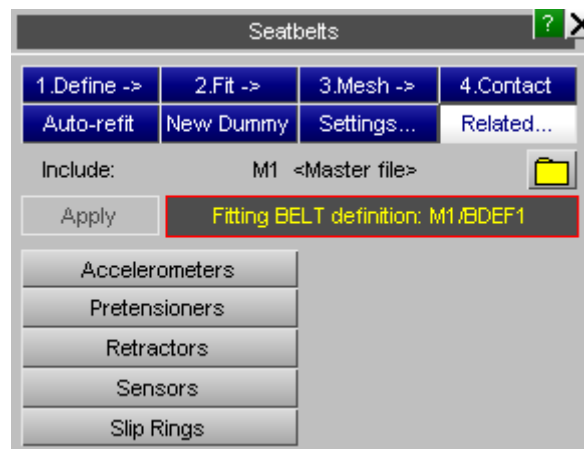 Seatbelts ? X
1.Define -> 2.Fit -> 3.Mesh -> 4.Contact
Auto-refit New Dummy Settings... Related...
Include: M1 <Master file>
Apply Fitting BELT definition: M1/BDEF1
Accelerometers
Pretensioners
Retractors
Sensors
Slip Rings